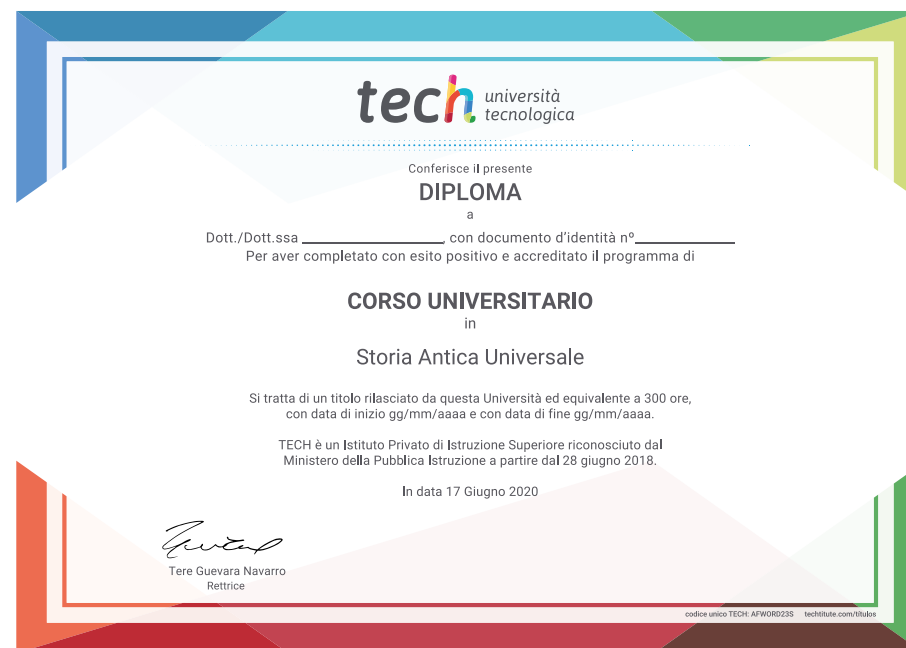 tech università
tecnologica
Conferisce il presente
DIPLOMA
a
Dott./Dott.ssa ________________, con documento d'identità nº____________
Per aver completato con esito positivo e accreditato il programma di
CORSO UNIVERSITARIO
in
Storia Antica Universale
Si tratta di un titolo rilasciato da questa Università ed equivalente a 300 ore,
con data di inizio gg/mm/aaaa e con data di fine gg/mm/aaaa.
TECH è un Istituto Privato di Istruzione Superiore riconosciuto dal
Ministero della Pubblica Istruzione a partire dal 28 giugno 2018.
In data 17 Giugno 2020
Tere Guevara Navarro
Rettrice
codice unico TECH: AFWORD23S techtitute.com/títulos